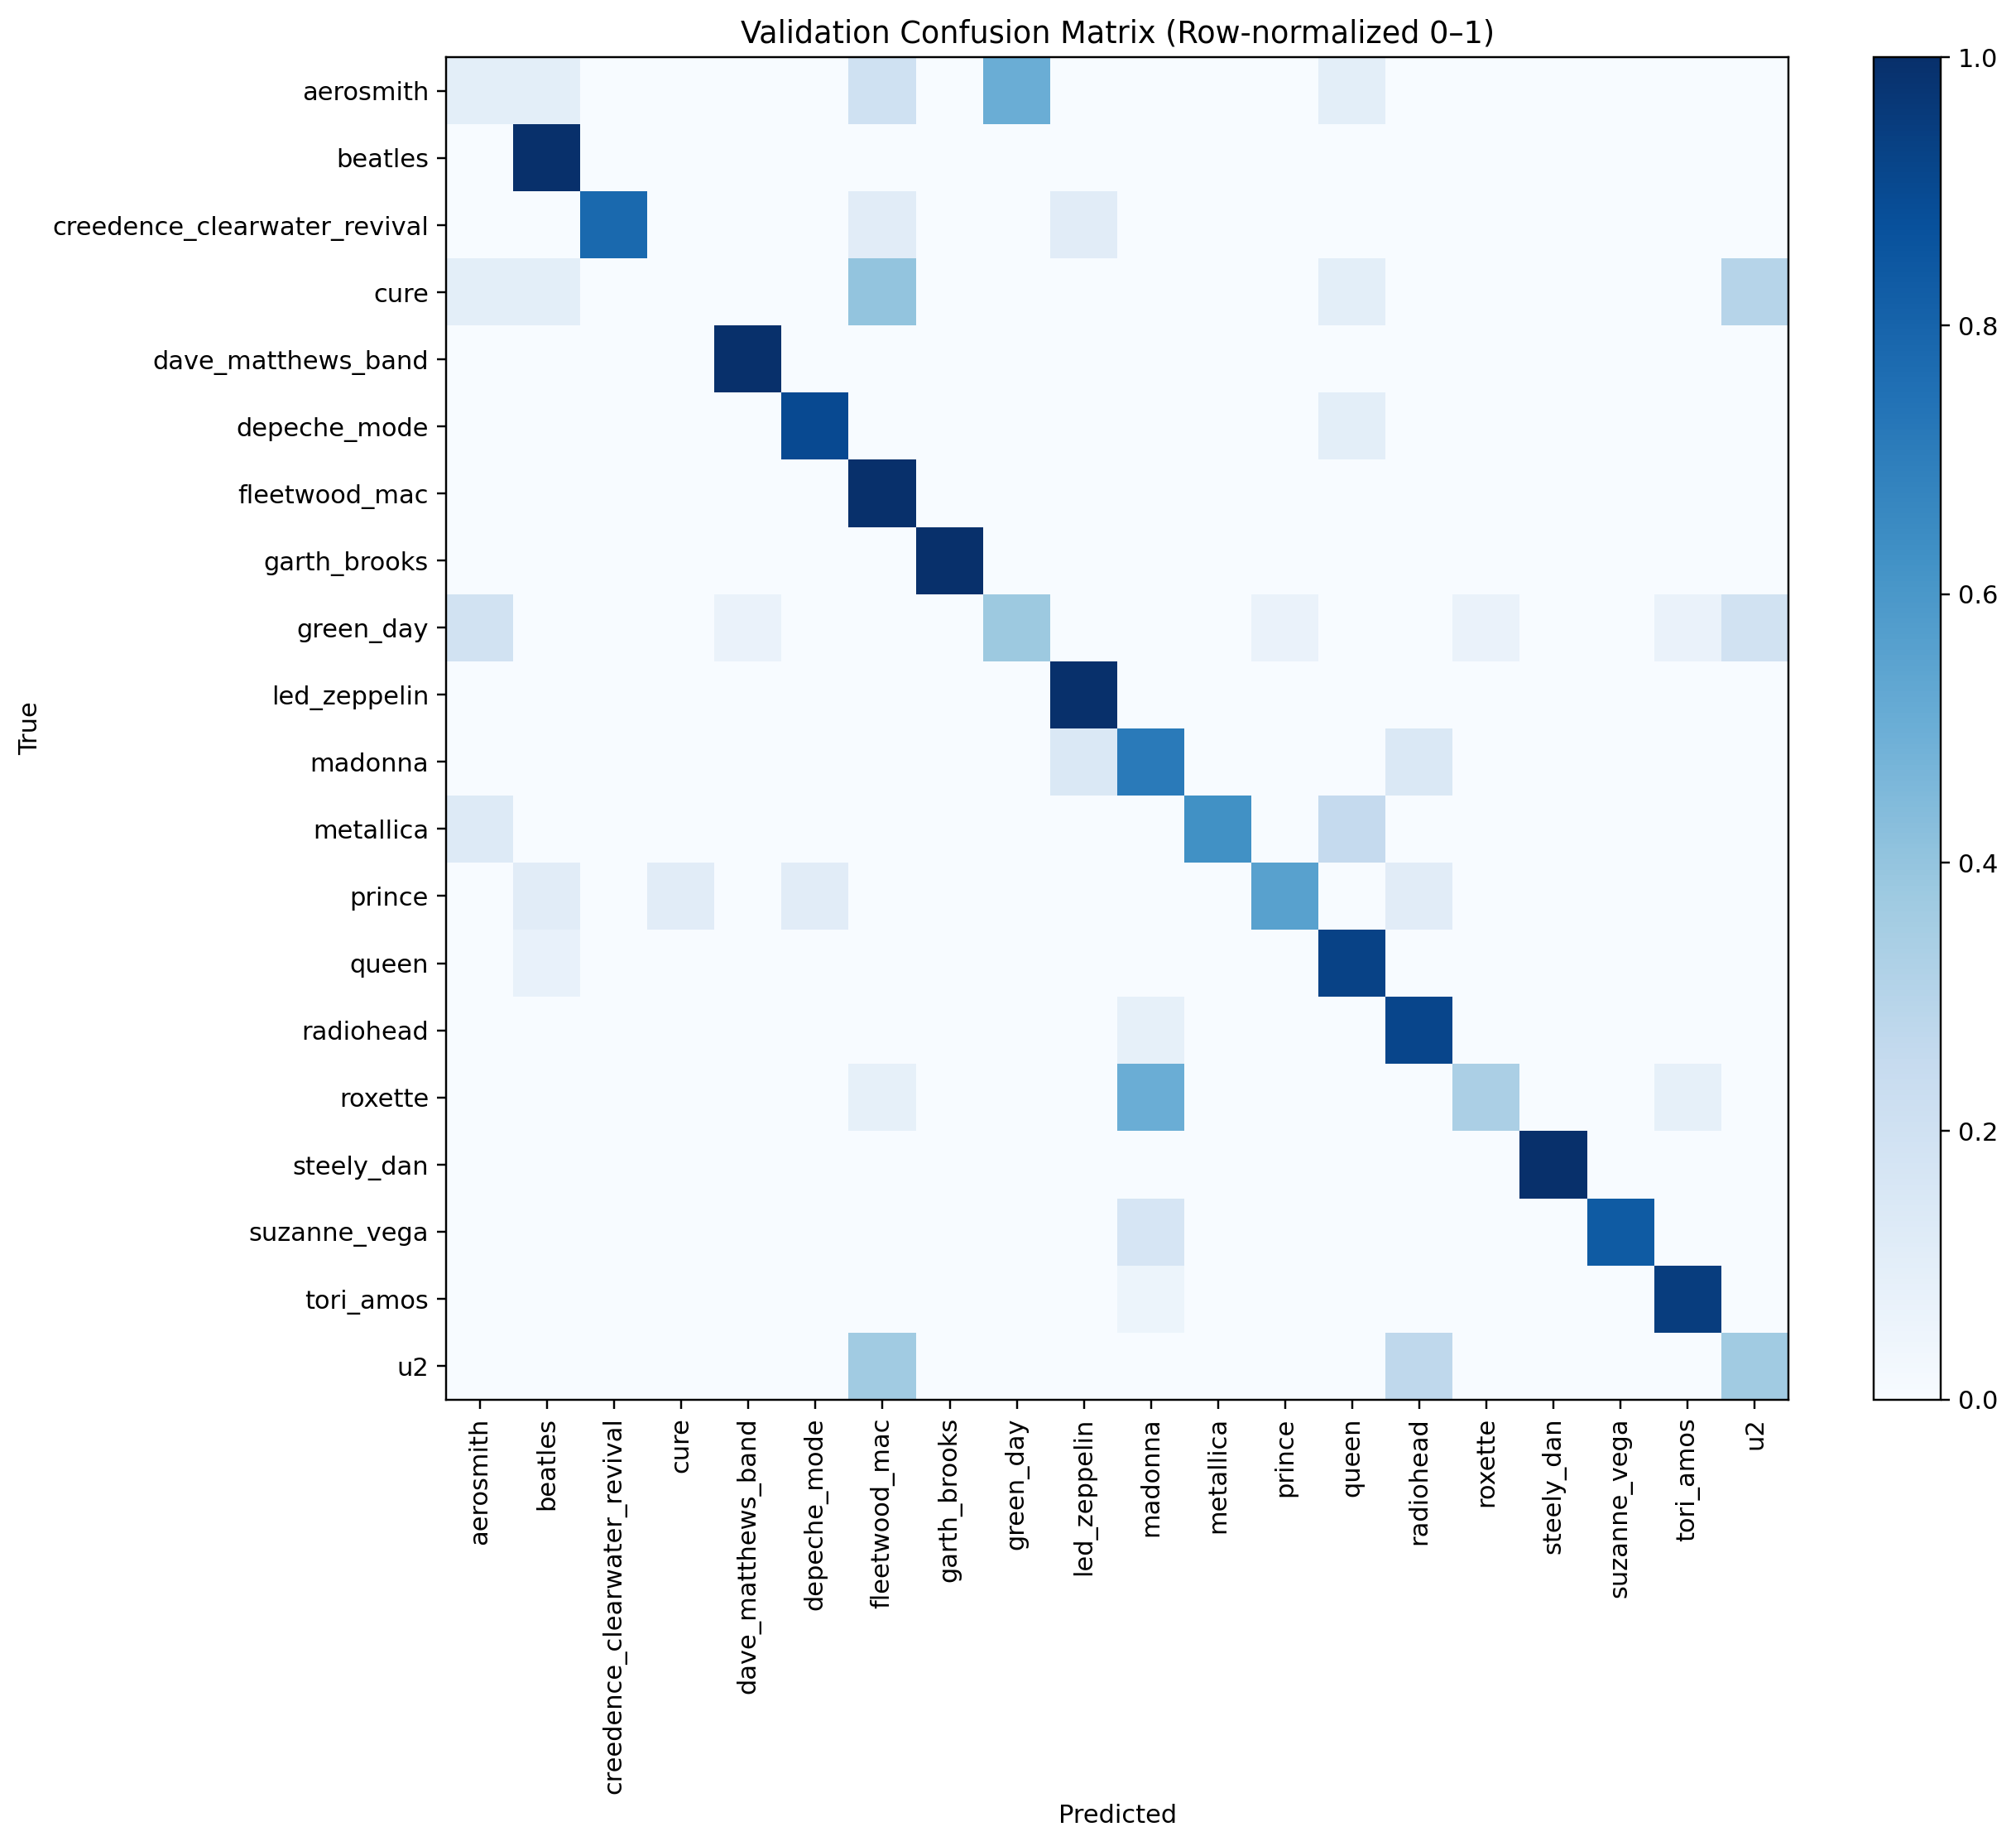 Validation Confusion Matrix (Row-normalized 0–1)
True
aerosmith
beatles
creedence_clearwater_revival
cure
dave_matthews_band
depeche_mode
fleetwood_mac
garth_brooks
green_day
led_zeppelin
madonna
metallica
prince
queen
radiohead
roxette
steely_dan
suzanne_vega
tori_amos
u2
aerosmith
beatles
creedence_clearwater_revival
cure
dave_matthews_band
depeche_mode
fleetwood_mac
garth_brooks
green_day
led_zeppelin
madonna
metallica
prince
queen
radiohead
roxette
steely_dan
suzanne_vega
tori_amos
u2
Predicted
1.0
0.8
0.6
0.4
0.2
0.0